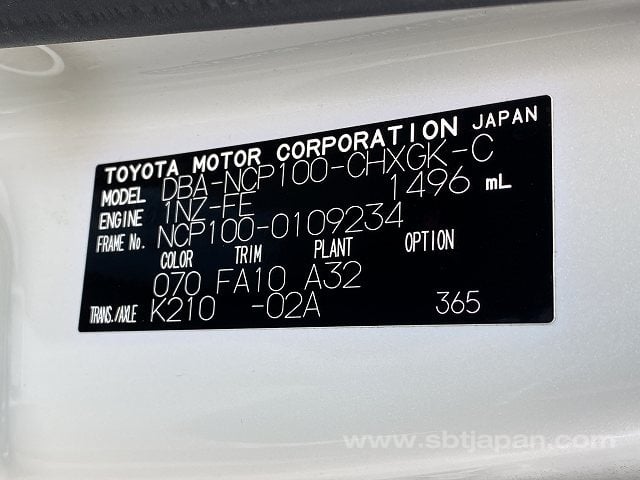 TOYOTA MOTOR CORPORATION JAPAN
MODEL DBA-NCP100-CHXGK-C
ENGINE 1NZ-FE 1496 mL
FRAME No. NCP100-0109234
COLOR TRIM PLANT OPTION
070 FA10 A32
TRANS./AXLE K210 -02A 365
www.sbtjapan.com